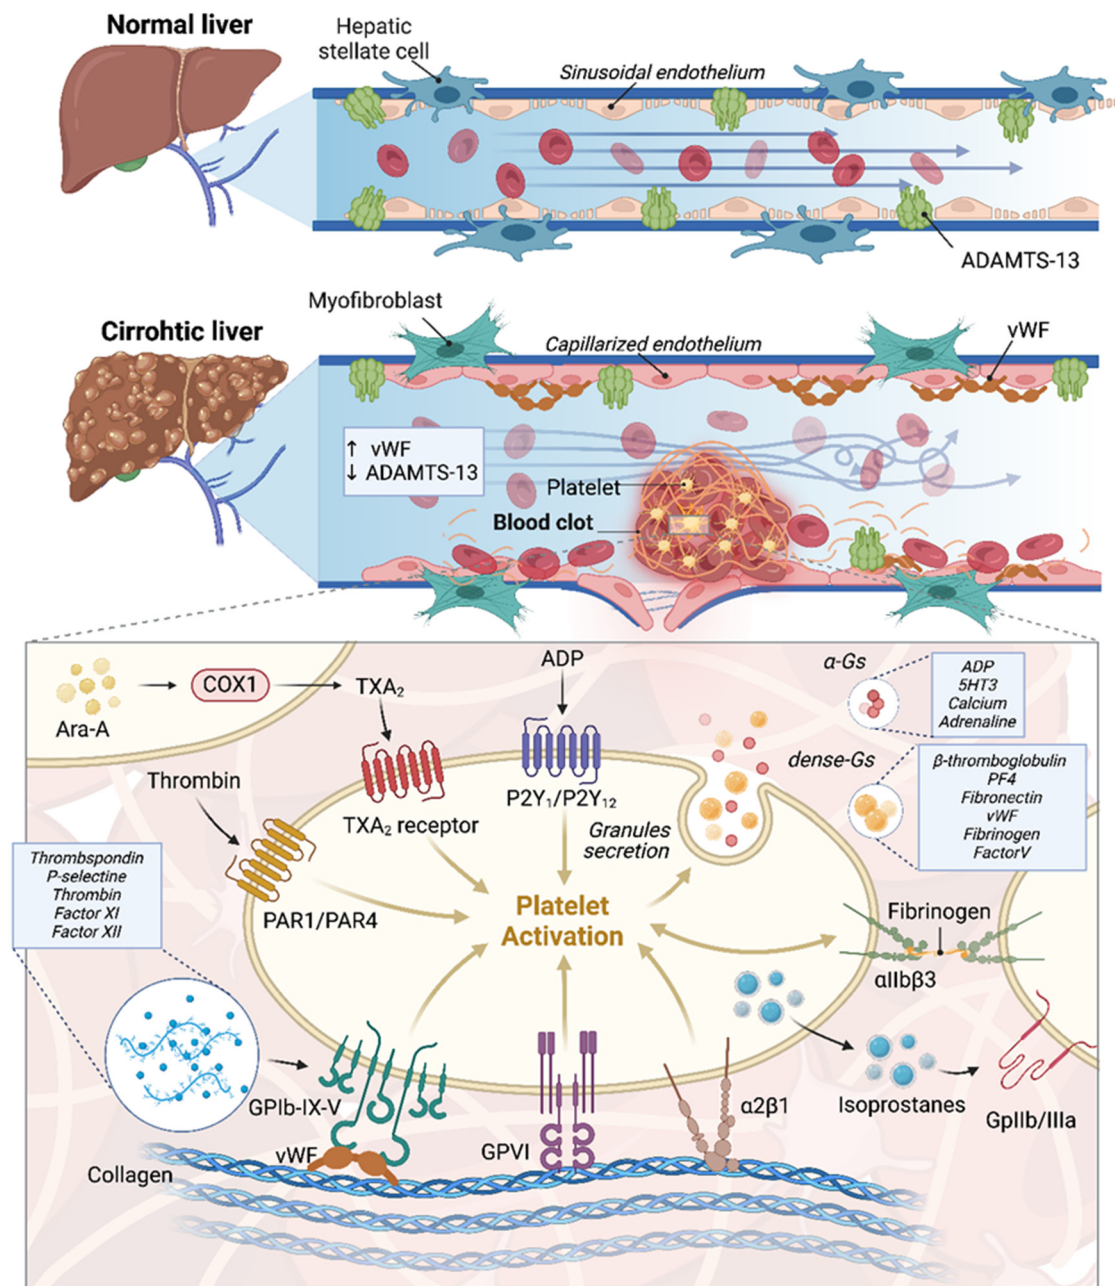 Normal liver
Hepatic
stellate cell
Sinusoidal endothelium
ADAMTS-13
Myofibroblast
Cirrohtic liver
Capillarized endothelium
vWF
↑ vWF
↓ ADAMTS-13
Platelet
Blood clot
Ara-A
COX1
TXA₂
ADP
α-Gs
ADP
5HT3
Calcium
Adrenaline
Thrombin
TXA₂ receptor
P2Y₁/P2Y₁₂
dense-Gs
β-thromboglobulin
PF4
Fibronectin
vWF
Fibrinogen
FactorV
Granules
secretion
Thrombspondin
P-selectine
Thrombin
Factor XI
Factor XII
PAR1/PAR4
Platelet
Activation
Fibrinogen
αIIbβ3
GPIb-IX-V
vWF
Collagen
GPVI
α2β1
Isoprostanes
GpIIb/IIIa